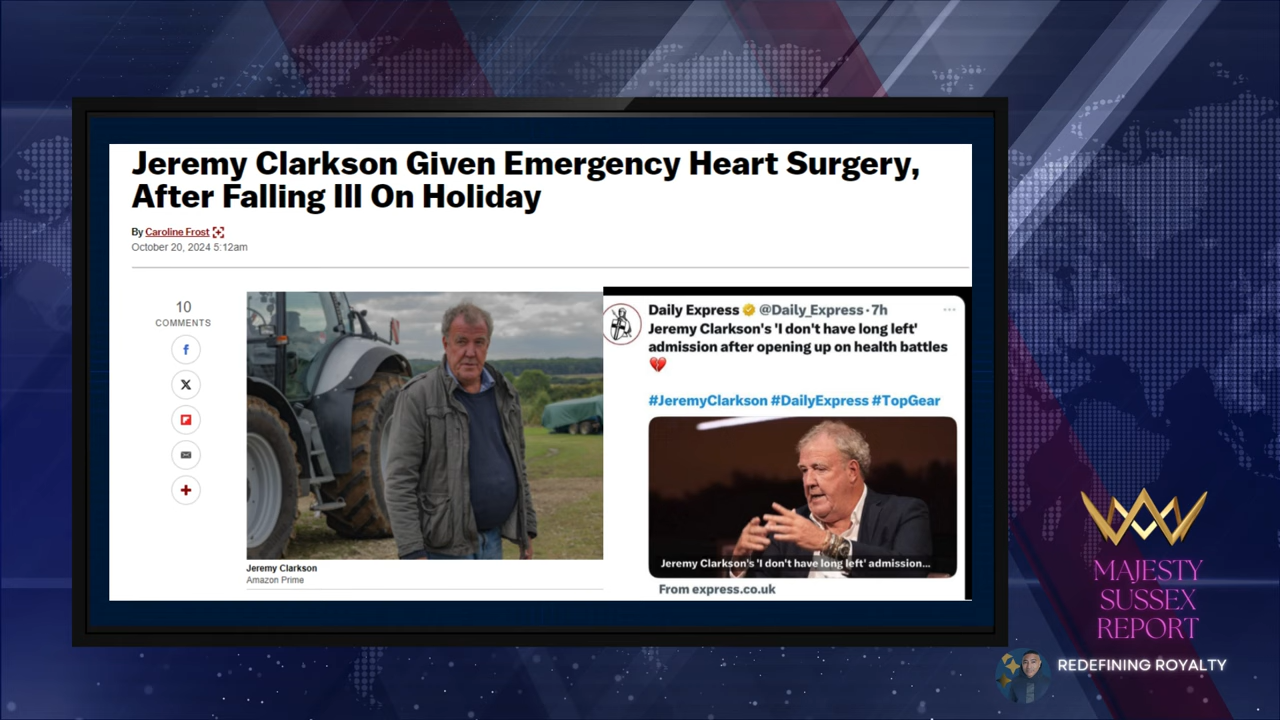 Jeremy Clarkson Given Emergency Heart Surgery,
After Falling Ill On Holiday
By Caroline Frost
October 20, 2024 5:12am
10
COMMENTS
Jeremy Clarkson
Amazon Prime
Daily Express @Daily_Express · 7h
Jeremy Clarkson's 'I don't have long left'
admission after opening up on health battles
💔
#JeremyClarkson #DailyExpress #TopGear
Jeremy Clarkson's 'I don't have long left' admission...
From express.co.uk
MAJESTY
SUSSEX
REPORT
REDEFINING ROYALTY